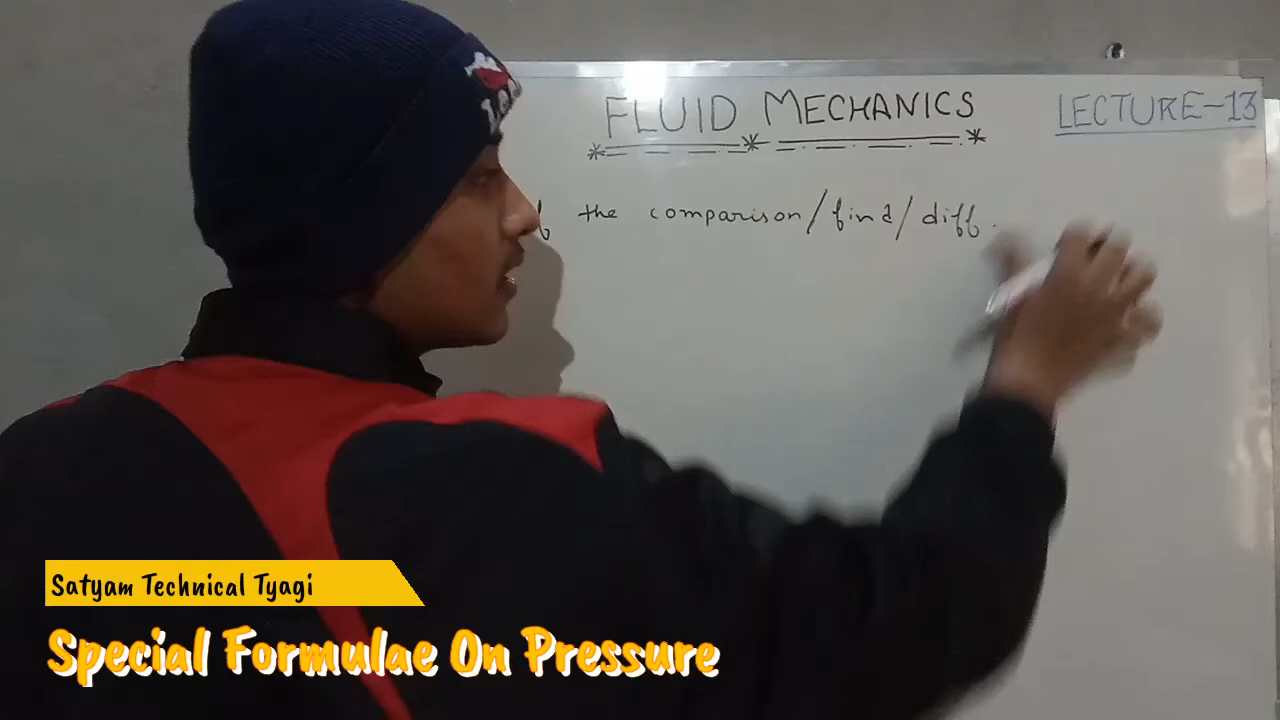 FLUID MECHANICS
LECTURE-13
the comparison/find/diff.
Satyam Technical Tyagi
Special Formulae On Pressure